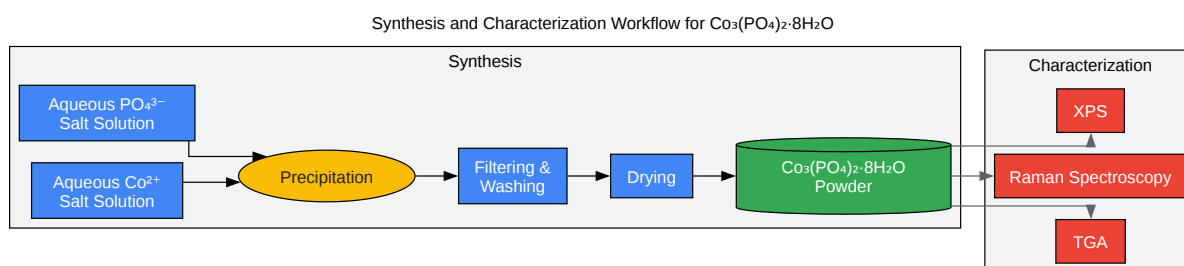 Synthesis and Characterization Workflow for Co₃(PO₄)₂·8H₂O
Synthesis
Aqueous PO₄³⁻
Salt Solution
Aqueous Co²⁺
Salt Solution
Precipitation
Filtering &
Washing
Drying
Co₃(PO₄)₂·8H₂O
Powder
Characterization
XPS
Raman Spectroscopy
TGA